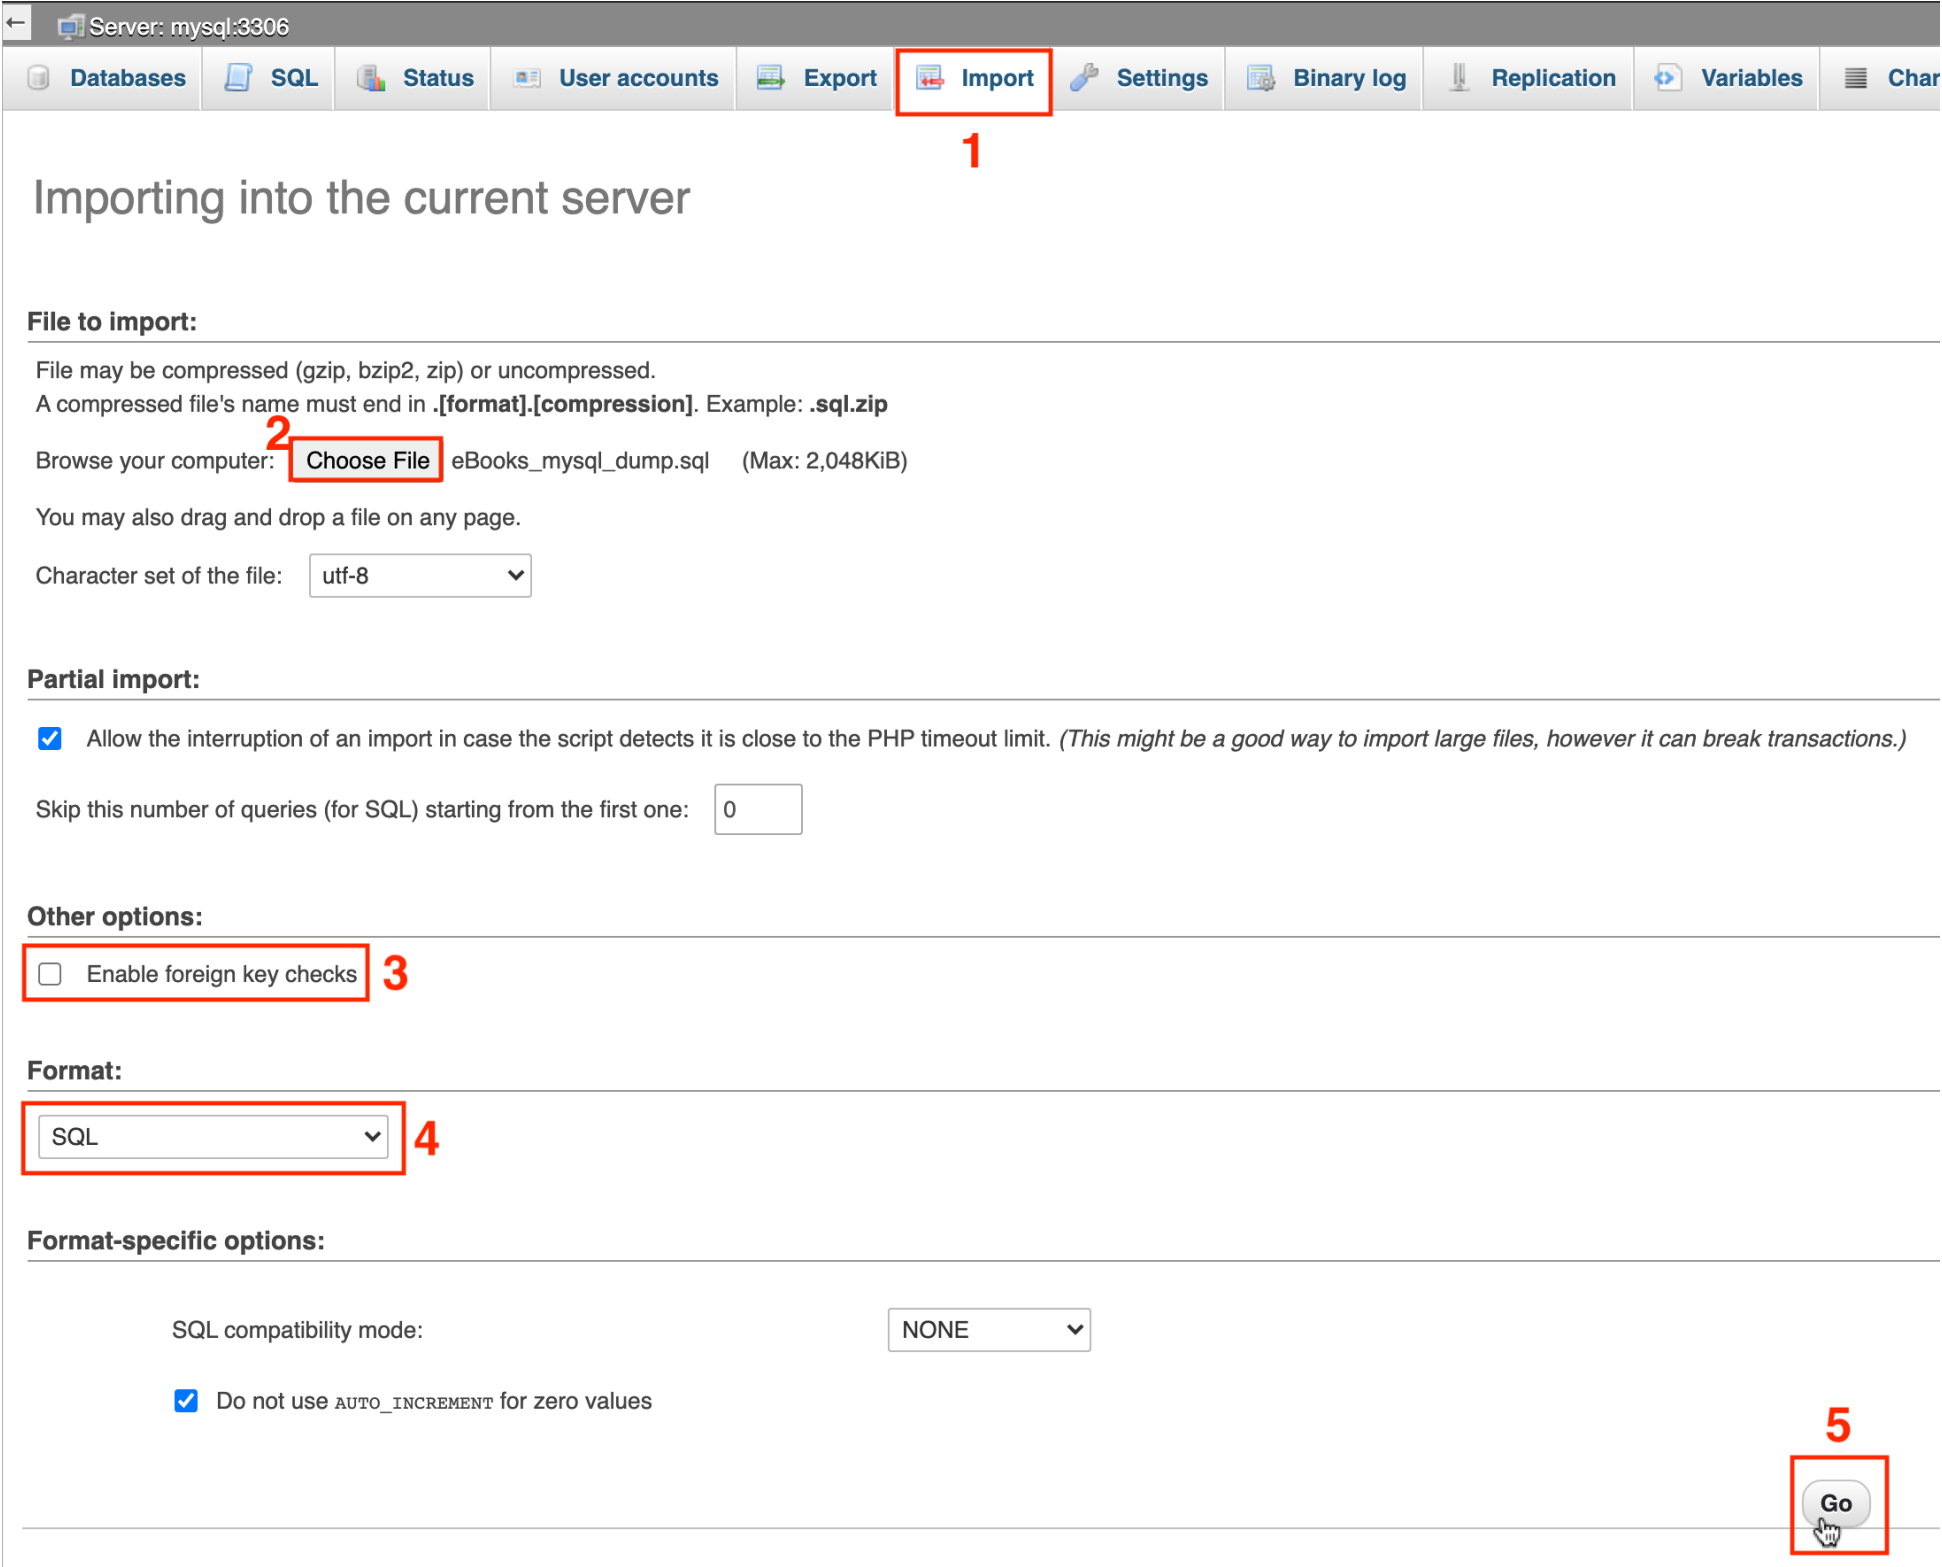 Server: mysql:3306
Databases SQL Status User accounts Export Import Settings Binary log Replication Variables Char
1
Importing into the current server
File to import:
File may be compressed (gzip, bzip2, zip) or uncompressed.
A compressed file's name must end in .[format].[compression]. Example: .sql.zip
2
Browse your computer: Choose File eBooks_mysql_dump.sql (Max: 2,048KiB)
You may also drag and drop a file on any page.
Character set of the file: utf-8
Partial import:
Allow the interruption of an import in case the script detects it is close to the PHP timeout limit. (This might be a good way to import large files, however it can break transactions.)
Skip this number of queries (for SQL) starting from the first one: 0
Other options:
Enable foreign key checks 3
Format:
SQL 4
Format-specific options:
SQL compatibility mode: NONE
Do not use AUTO_INCREMENT for zero values
5
Go